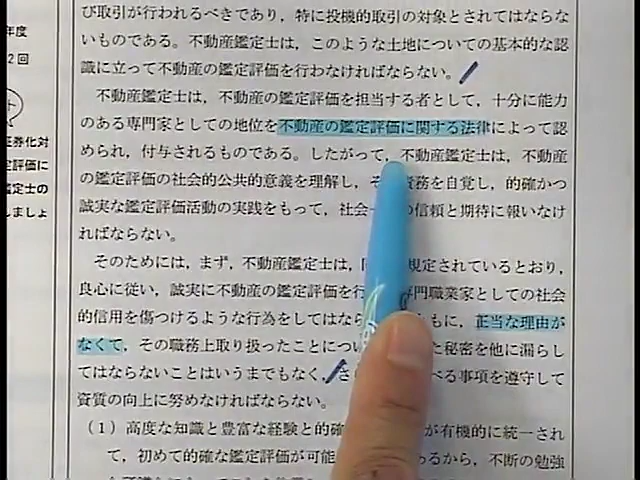 び取引が行われるべきであり，特に投機的取引の対象とされてはならな
いものである。不動産鑑定士は，このような土地についての基本的な認
識に立って不動産の鑑定評価を行わなければならない。
不動産鑑定士は，不動産の鑑定評価を担当する者として，十分に能力
のある専門家としての地位を不動産の鑑定評価に関する法律によって認
められ，付与されるものである。したがって，不動産鑑定士は，不動産
の鑑定評価の社会的公共的意義を理解し，そ 責務を自覚し，的確かつ
誠実な鑑定評価活動の実践をもって，社会一 の信頼と期待に報いなけ
ればならない。
そのためには，まず，不動産鑑定士は，同 規定されているとおり，
良心に従い，誠実に不動産の鑑定評価を行 専門職業家としての社会
的信用を傷つけるような行為をしてはなら ともに，正当な理由が
なくて，その職務上取り扱ったことについ た秘密を他に漏らし
てはならないことはいうまでもなく，さ べる事項を遵守して
資質の向上に努めなければならない。
（1）高度な知識と豊富な経験と的確 が有機的に統一され
て，初めて的確な鑑定評価が可能 あるから，不断の勉強
年度
2回
証券化対
評価に
鑑定士の
しましょ